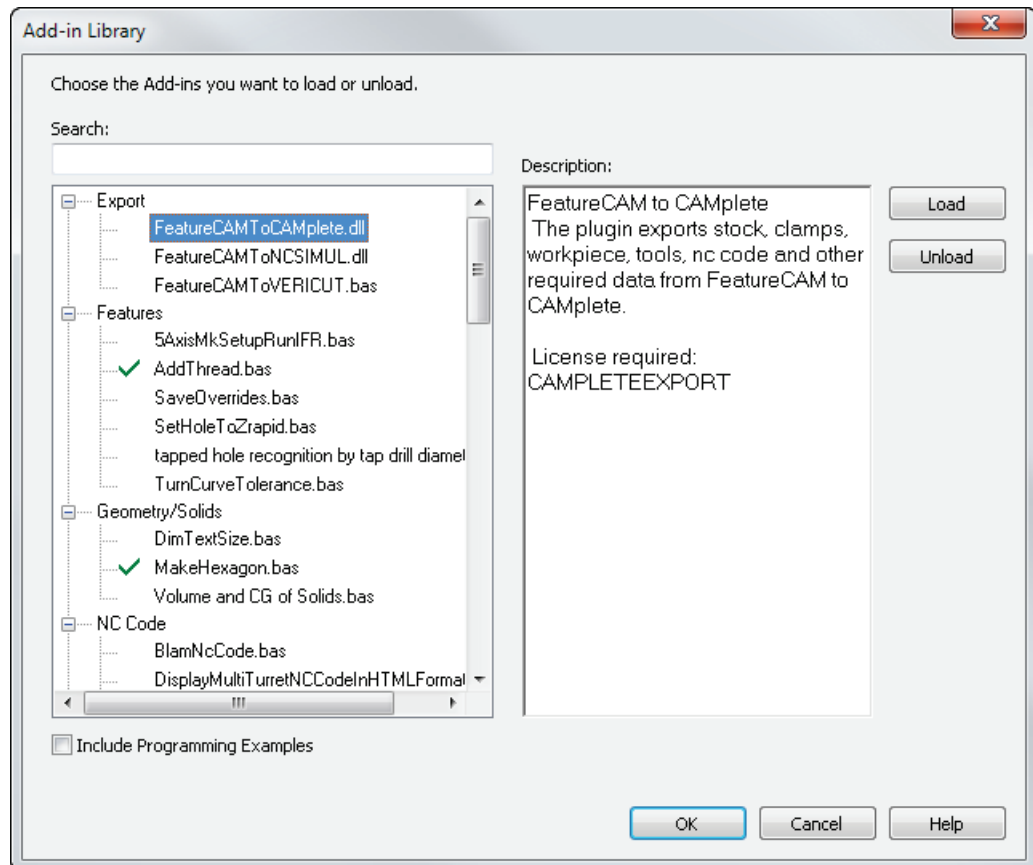 Add-in Library
Choose the Add-ins you want to load or unload.
Search:
Export
FeatureCAMToCAMplete.dll
FeatureCAMToNCSIMUL.dll
FeatureCAMToVERICUT.bas
Features
5AxisMkSetupRunIFR.bas
AddThread.bas
SaveOverrides.bas
SetHoleToZrapid.bas
tapped hole recognition by tap drill diamet
TurnCurveTolerance.bas
Geometry/Solids
DimTextSize.bas
MakeHexagon.bas
Volume and CG of Solids.bas
NC Code
BlamNcCode.bas
DisplayMultiTurretNCCodeInHTMLFormat
Include Programming Examples
Description:
FeatureCAM to CAMplete
The plugin exports stock, clamps,
workpiece, tools, nc code and other
required data from FeatureCAM to
CAMplete.
License required:
CAMPLETEEXPORT
Load
Unload
OK
Cancel
Help